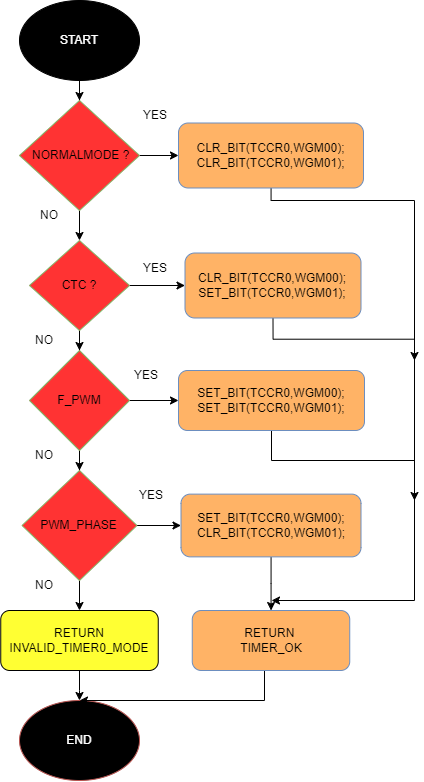 START
YES
NORMALMODE ?
CLR_BIT(TCCR0,WGM00);
CLR_BIT(TCCR0,WGM01);
NO
YES
CTC ?
CLR_BIT(TCCR0,WGM00);
SET_BIT(TCCR0,WGM01);
NO
YES
F_PWM
SET_BIT(TCCR0,WGM00);
SET_BIT(TCCR0,WGM01);
NO
YES
PWM_PHASE
SET_BIT(TCCR0,WGM00);
CLR_BIT(TCCR0,WGM01);
NO
RETURN
INVALID_TIMER0_MODE
RETURN
TIMER_OK
END